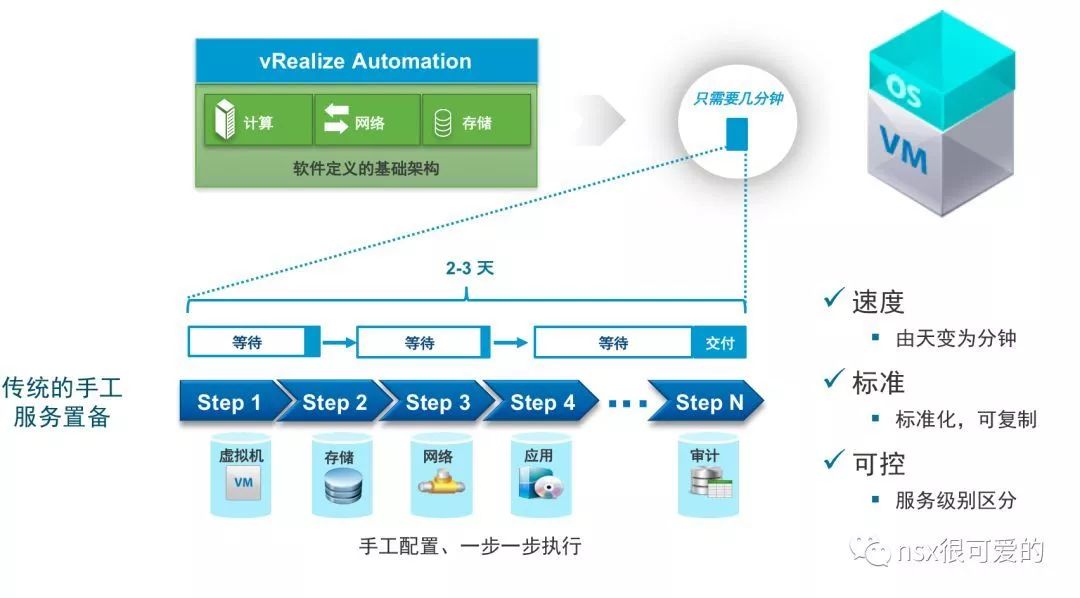 vRealize Automation
计算
网络
存储
软件定义的基础架构
只需要几分钟
OS
VM
2-3 天
等待
等待
等待
交付
传统的手工
服务置备
Step 1
Step 2
Step 3
Step 4
Step N
虚拟机
VM
存储
网络
应用
审计
手工配置、一步一步执行
速度
由天变为分钟
标准
标准化，可复制
可控
服务级别区分
nsx很可爱的